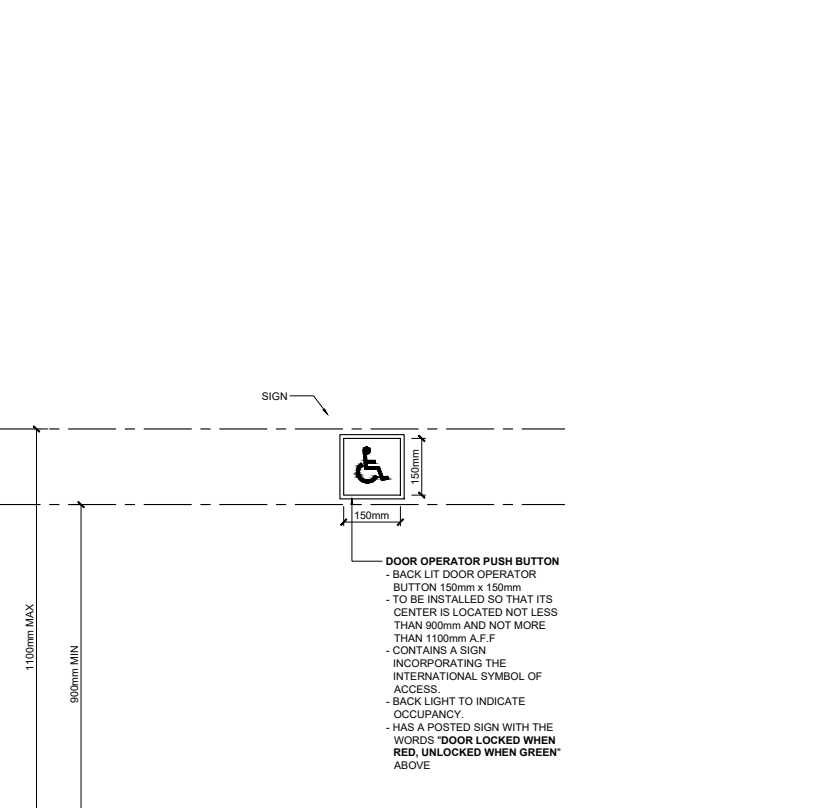 SIGN
150mm
150mm
DOOR OPERATOR PUSH BUTTON
- BACK LIT DOOR OPERATOR
BUTTON 150mm x 150mm
- TO BE INSTALLED SO THAT ITS
CENTER IS LOCATED NOT LESS
THAN 900mm AND NOT MORE
THAN 1100mm A.F.F
- CONTAINS A SIGN
INCORPORATING THE
INTERNATIONAL SYMBOL OF
ACCESS.
- BACK LIGHT TO INDICATE
OCCUPANCY.
- HAS A POSTED SIGN WITH THE
WORDS "DOOR LOCKED WHEN
RED, UNLOCKED WHEN GREEN"
ABOVE
1100mm MAX
900mm MIN